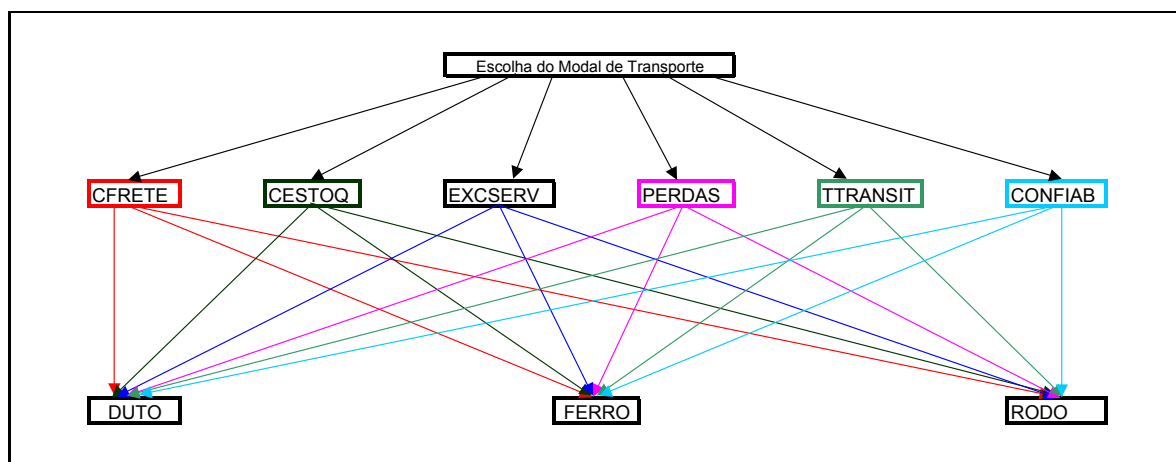 Escolha do Modal de Transporte
CFRETE CESTOQ EXCSERV PERDAS TTRANSIT CONFIAB
DUTO FERRO RODO